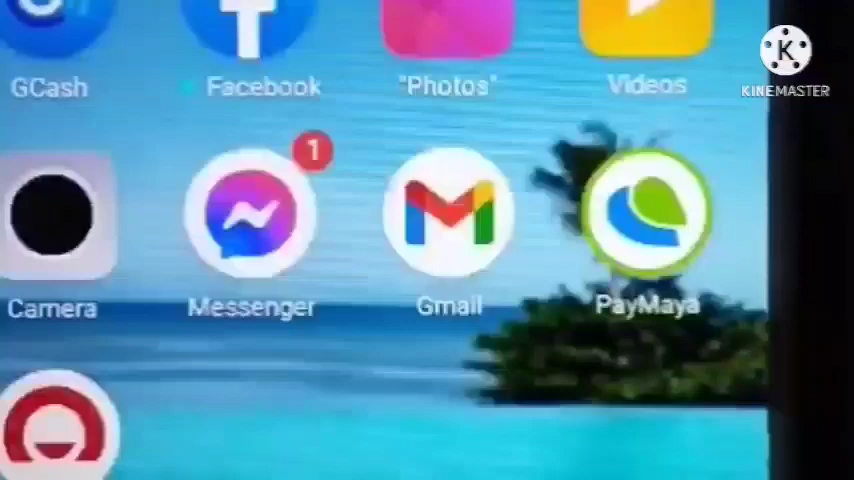 GCash
Facebook
"Photos"
Videos
K
KINEMASTER
1
Camera
Messenger
Gmail
PayMaya